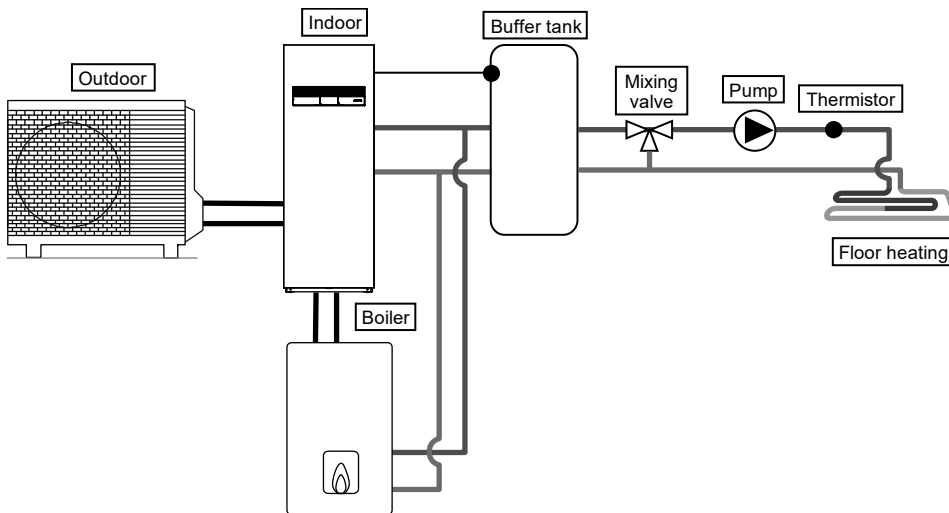 Indoor
Buffer tank
Outdoor
Mixing
valve
Pump
Thermistor
Floor heating
Boiler